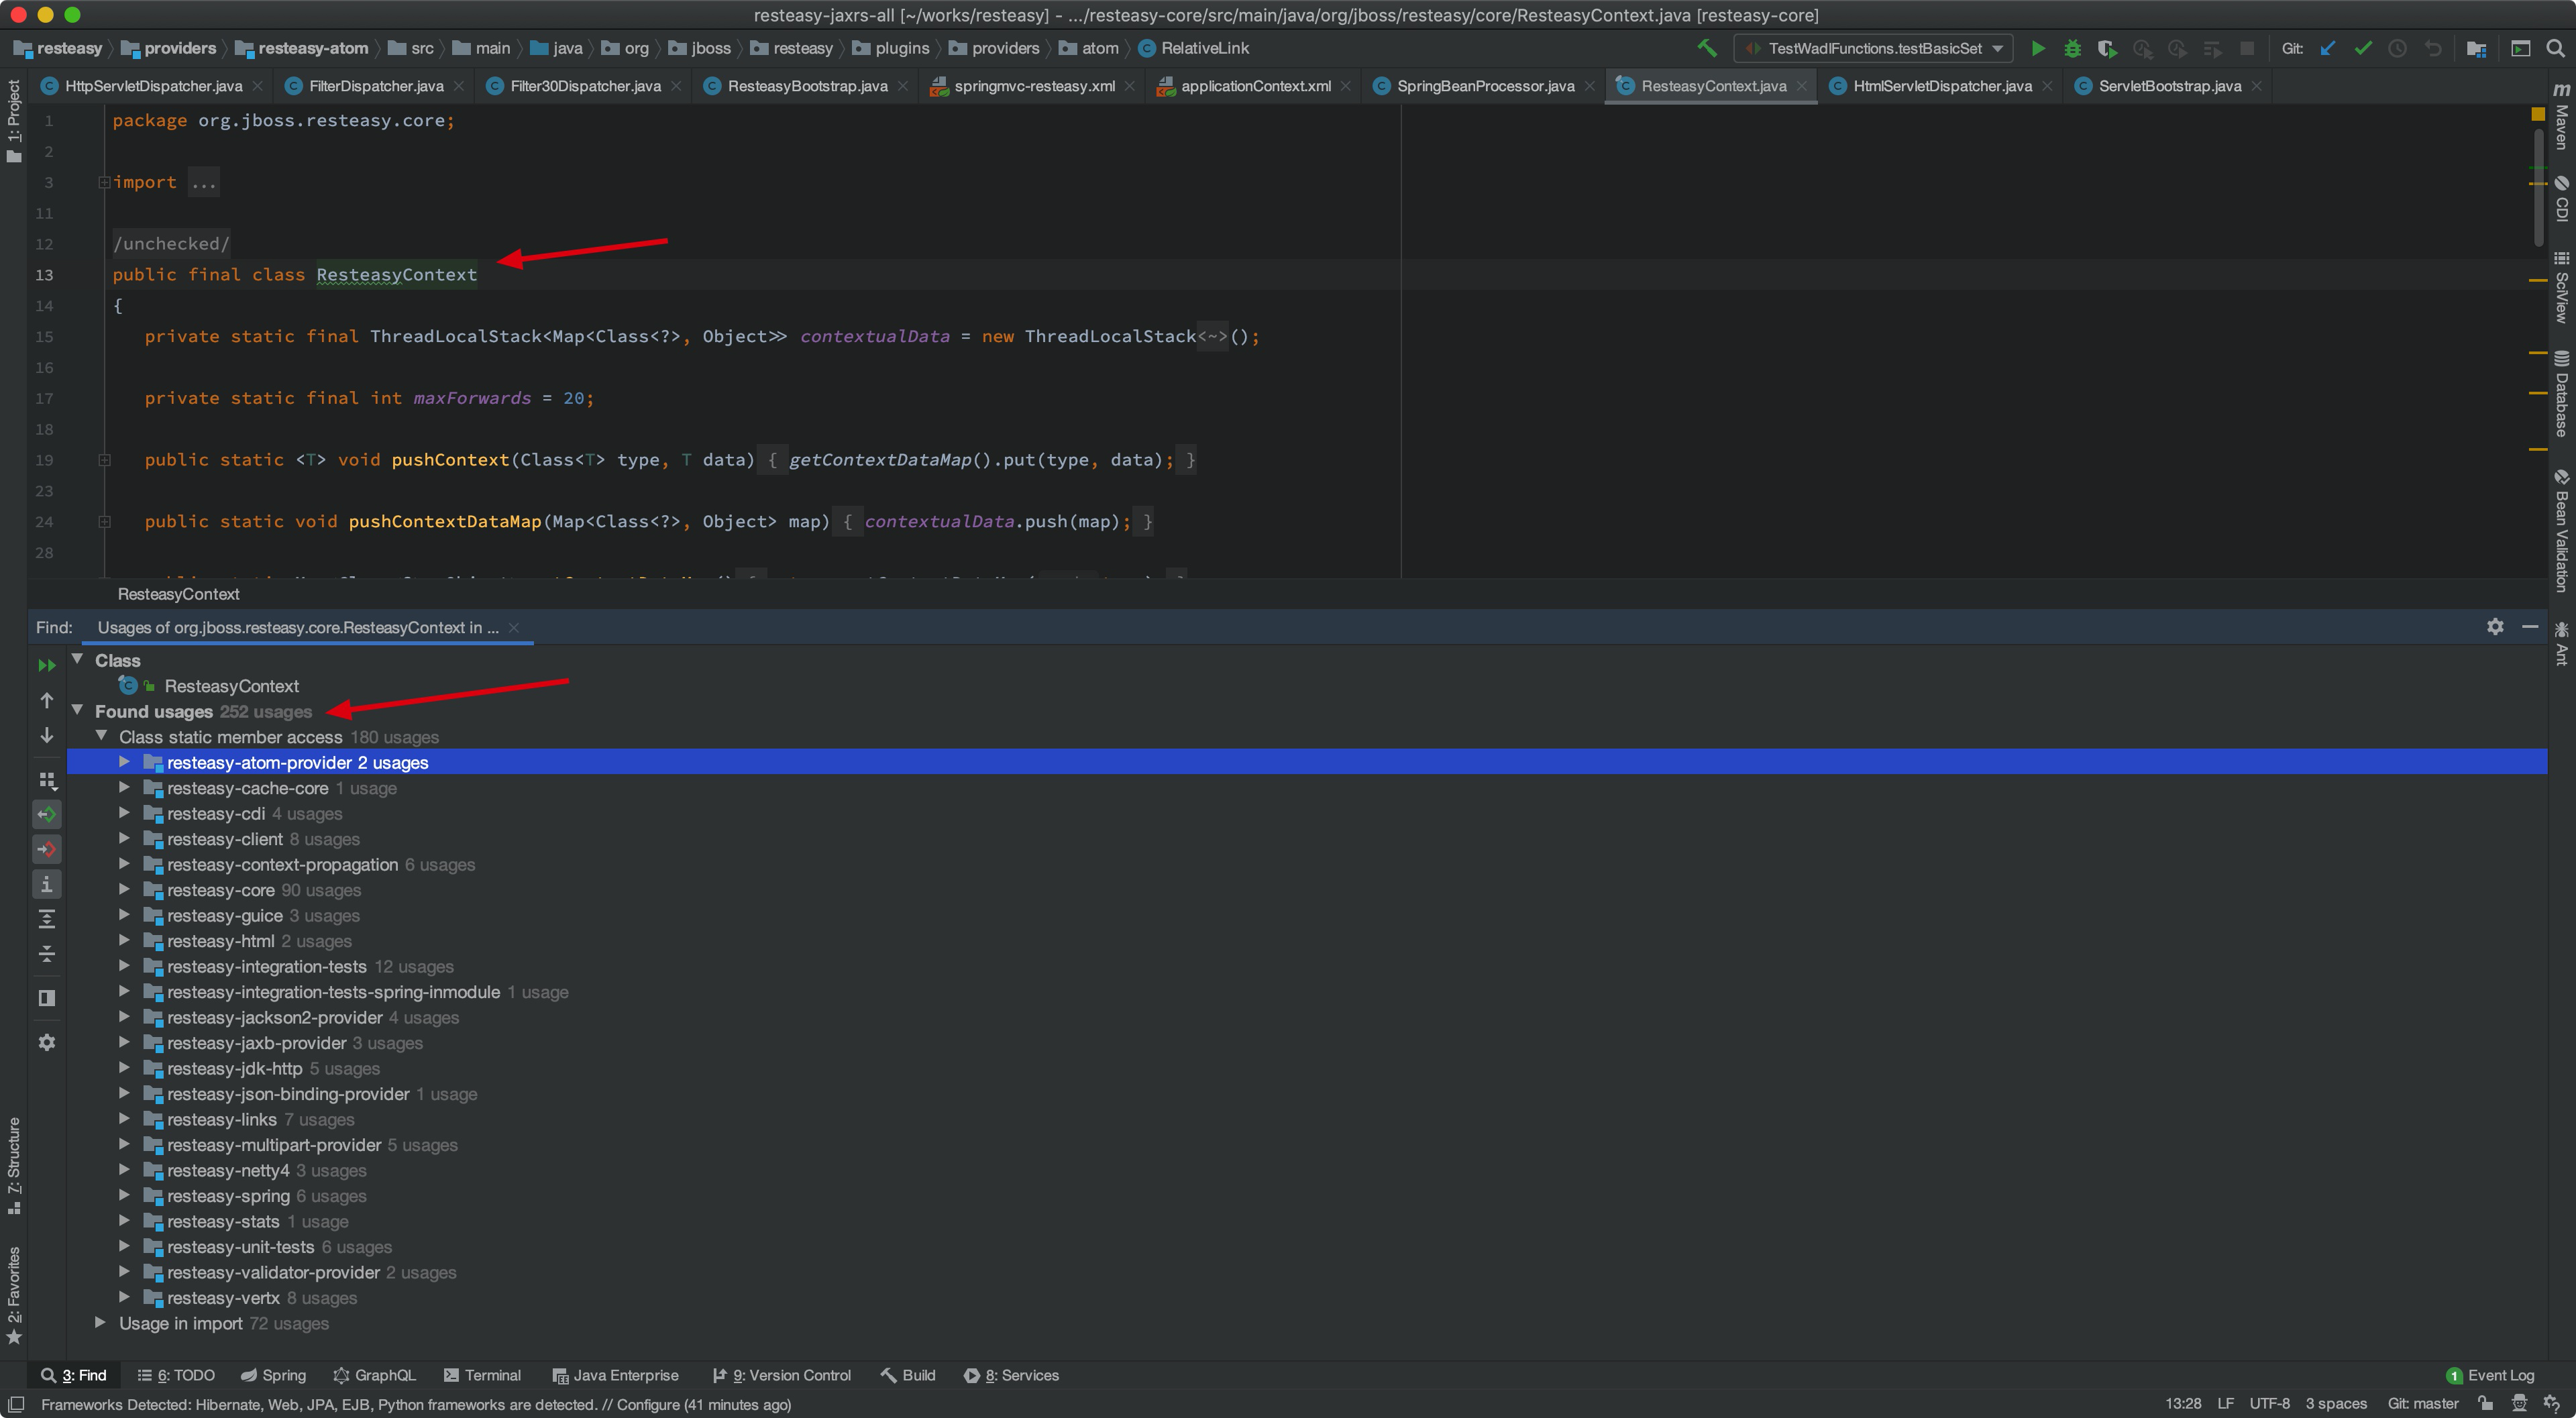 resteasy-jaxrs-all [~/works/resteasy] - .../resteasy-core/src/main/java/org/jboss/resteasy/core/ResteasyContext.java [resteasy-core]
resteasy providers resteasy-atom src main java org jboss resteasy plugins providers atom RelativeLink TestWadlFunctions.testBasicSet Git:
HttpServletDispatcher.java FilterDispatcher.java Filter30Dispatcher.java ResteasyBootstrap.java springmvc-resteasy.xml applicationContext.xml SpringBeanProcessor.java ResteasyContext.java HtmlServletDispatcher.java ServletBootstrap.java
1: Project
7: Structure
2: Favorites
1 package org.jboss.resteasy.core;
2
3 import ...
11
12 /unchecked/
13 public final class ResteasyContext
14 {
15 private static final ThreadLocalStack<Map<Class<?>, Object>> contextualData = new ThreadLocalStack<~>();
16
17 private static final int maxForwards = 20;
18
19 public static <T> void pushContext(Class<T> type, T data) { getContextDataMap().put(type, data); }
23
24 public static void pushContextDataMap(Map<Class<?>, Object> map) { contextualData.push(map); }
28
ResteasyContext
Maven
CDI
SciView
Database
Bean Validation
Ant
Find: Usages of org.jboss.resteasy.core.ResteasyContext in ...
Class
ResteasyContext
Found usages 252 usages
Class static member access 180 usages
resteasy-atom-provider 2 usages
resteasy-cache-core 1 usage
resteasy-cdi 4 usages
resteasy-client 8 usages
resteasy-context-propagation 6 usages
resteasy-core 90 usages
resteasy-guice 3 usages
resteasy-html 2 usages
resteasy-integration-tests 12 usages
resteasy-integration-tests-spring-inmodule 1 usage
resteasy-jackson2-provider 4 usages
resteasy-jaxb-provider 3 usages
resteasy-jdk-http 5 usages
resteasy-json-binding-provider 1 usage
resteasy-links 7 usages
resteasy-multipart-provider 5 usages
resteasy-netty4 3 usages
resteasy-spring 6 usages
resteasy-stats 1 usage
resteasy-unit-tests 6 usages
resteasy-validator-provider 2 usages
resteasy-vertx 8 usages
Usage in import 72 usages
3: Find 6: TODO Spring GraphQL Terminal Java Enterprise 9: Version Control Build 8: Services 1 Event Log
Frameworks Detected: Hibernate, Web, JPA, EJB, Python frameworks are detected. // Configure (41 minutes ago) 13:28 LF UTF-8 3 spaces Git: master